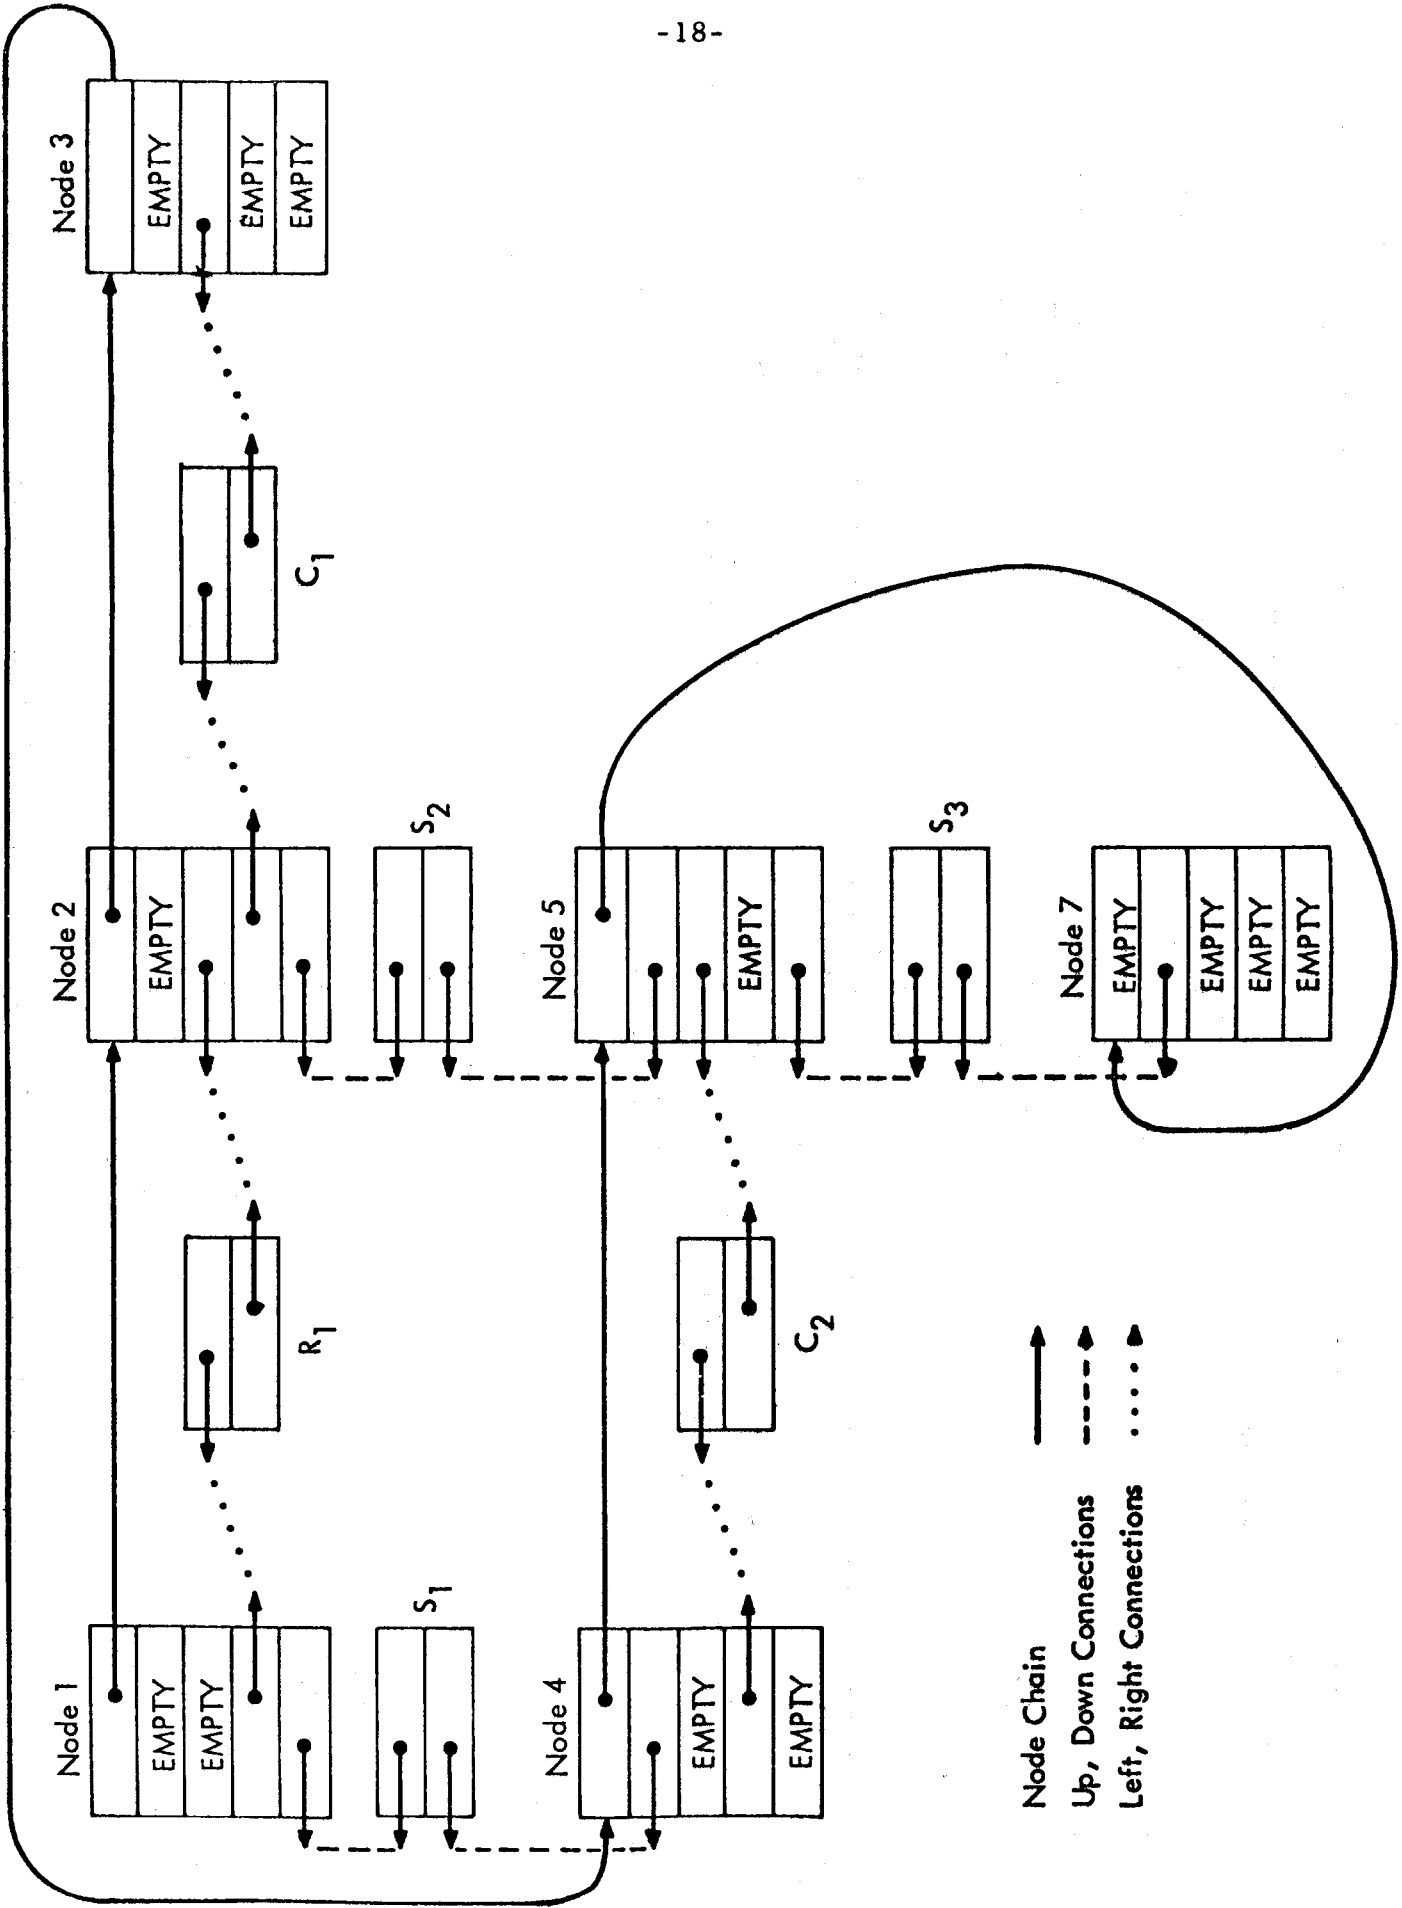 -18-
Node 1
EMPTY
EMPTY
R1
Node 2
EMPTY
C1
Node 3
EMPTY
EMPTY
EMPTY
S1
S2
Node 4
EMPTY
EMPTY
C2
Node 5
EMPTY
S3
Node 7
EMPTY
EMPTY
EMPTY
EMPTY
Node Chain
Up, Down Connections
Left, Right Connections